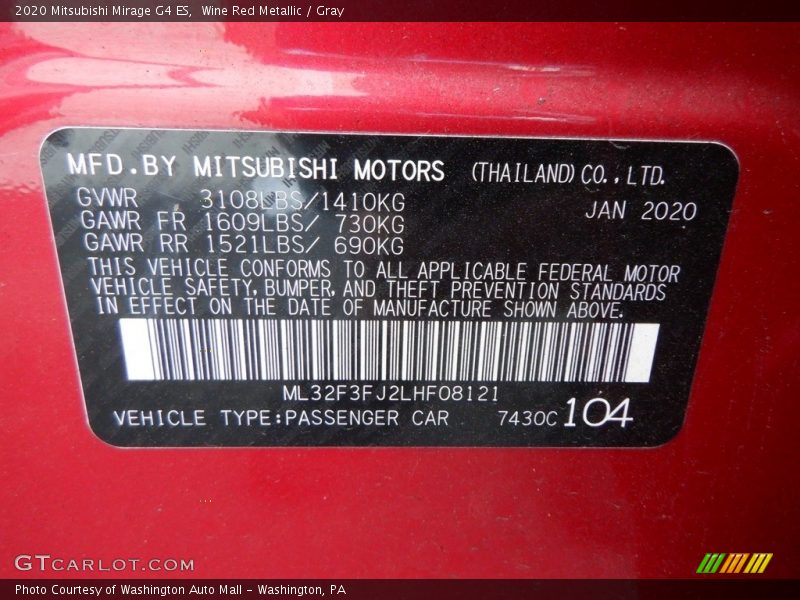 2020 Mitsubishi Mirage G4 ES,  Wine Red Metallic / Gray
MFD.BY MITSUBISHI MOTORS (THAILAND) CO., LTD.
GVWR 3108LBS/1410KG JAN 2020
GAWR FR 1609LBS/ 730KG
GAWR RR 1521LBS/ 690KG
THIS VEHICLE CONFORMS TO ALL APPLICABLE FEDERAL MOTOR
VEHICLE SAFETY, BUMPER, AND THEFT PREVENTION STANDARDS
IN EFFECT ON THE DATE OF MANUFACTURE SHOWN ABOVE.
ML32F3FJ2LHF08121
VEHICLE TYPE:PASSENGER CAR 7430C 104
GTCARLOT.COM
Photo Courtesy of Washington Auto Mall - Washington, PA